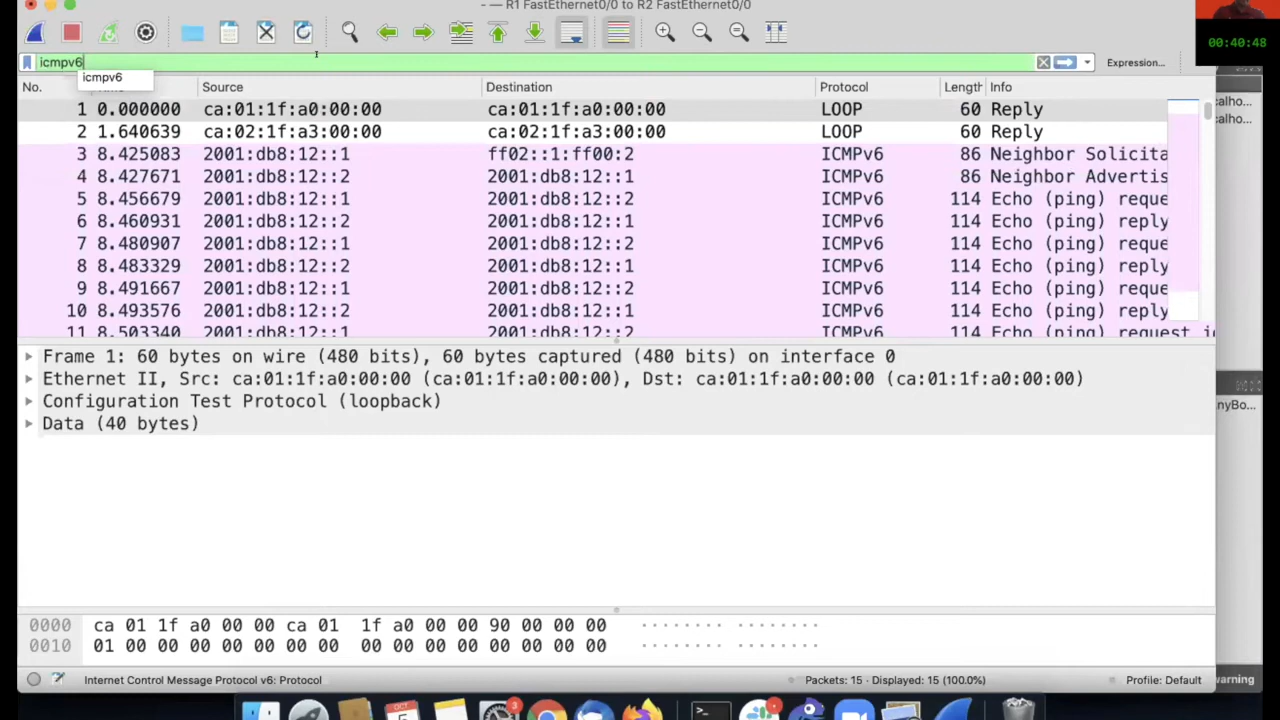 - — R1 FastEthernet0/0 to R2 FastEthernet0/0
00:40:48
icmpv6
Expression...
icmpv6
No. Source Destination Protocol Length Info
1 0.000000 ca:01:1f:a0:00:00 ca:01:1f:a0:00:00 LOOP 60 Reply
2 1.640639 ca:02:1f:a3:00:00 ca:02:1f:a3:00:00 LOOP 60 Reply
3 8.425083 2001:db8:12::1 ff02::1:ff00:2 ICMPv6 86 Neighbor Solicita
4 8.427671 2001:db8:12::2 2001:db8:12::1 ICMPv6 86 Neighbor Advertis
5 8.456679 2001:db8:12::1 2001:db8:12::2 ICMPv6 114 Echo (ping) reque
6 8.460931 2001:db8:12::2 2001:db8:12::1 ICMPv6 114 Echo (ping) reply
7 8.480907 2001:db8:12::1 2001:db8:12::2 ICMPv6 114 Echo (ping) reque
8 8.483329 2001:db8:12::2 2001:db8:12::1 ICMPv6 114 Echo (ping) reply
9 8.491667 2001:db8:12::1 2001:db8:12::2 ICMPv6 114 Echo (ping) reque
10 8.493576 2001:db8:12::2 2001:db8:12::1 ICMPv6 114 Echo (ping) reply
11 8.503340 2001:db8:12::1 2001:db8:12::2 ICMPv6 114 Echo (ping) request
alho...
alho...
Frame 1: 60 bytes on wire (480 bits), 60 bytes captured (480 bits) on interface 0
Ethernet II, Src: ca:01:1f:a0:00:00 (ca:01:1f:a0:00:00), Dst: ca:01:1f:a0:00:00 (ca:01:1f:a0:00:00)
Configuration Test Protocol (loopback)
Data (40 bytes)
nyBo...
0000 ca 01 1f a0 00 00 ca 01 1f a0 00 00 90 00 00 00 ········ ········
0010 01 00 00 00 00 00 00 00 00 00 00 00 00 00 00 00 ········ ········
Internet Control Message Protocol v6: Protocol
Packets: 15 · Displayed: 15 (100.0%)
Profile: Default
warning
OCT
3